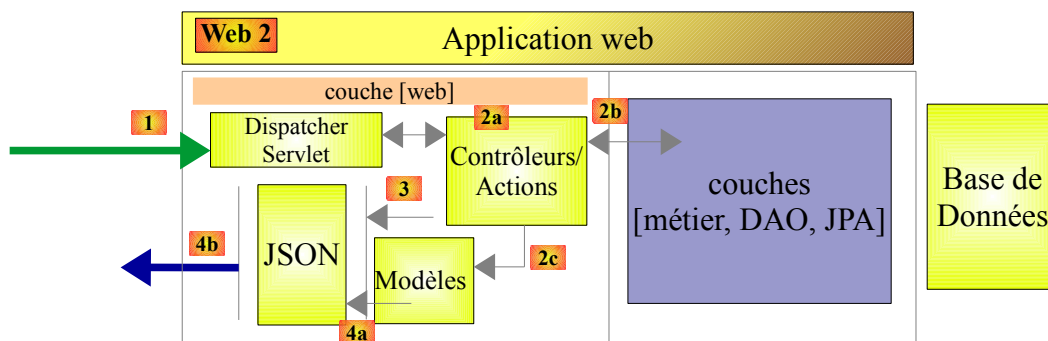 Web 2
Application web
couche [web]
1
2a
2b
Dispatcher
Servlet
Contrôleurs/
Actions
couches
[métier, DAO, JPA]
Base de
Données
3
4b
JSON
Modèles
2c
4a